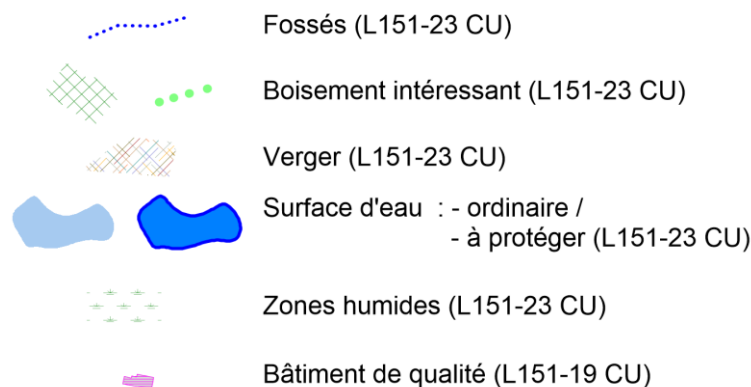 Fossés (L151-23 CU)
Boisement intéressant (L151-23 CU)
Verger (L151-23 CU)
Surface d'eau : - ordinaire /
- à protéger (L151-23 CU)
Zones humides (L151-23 CU)
Bâtiment de qualité (L151-19 CU)